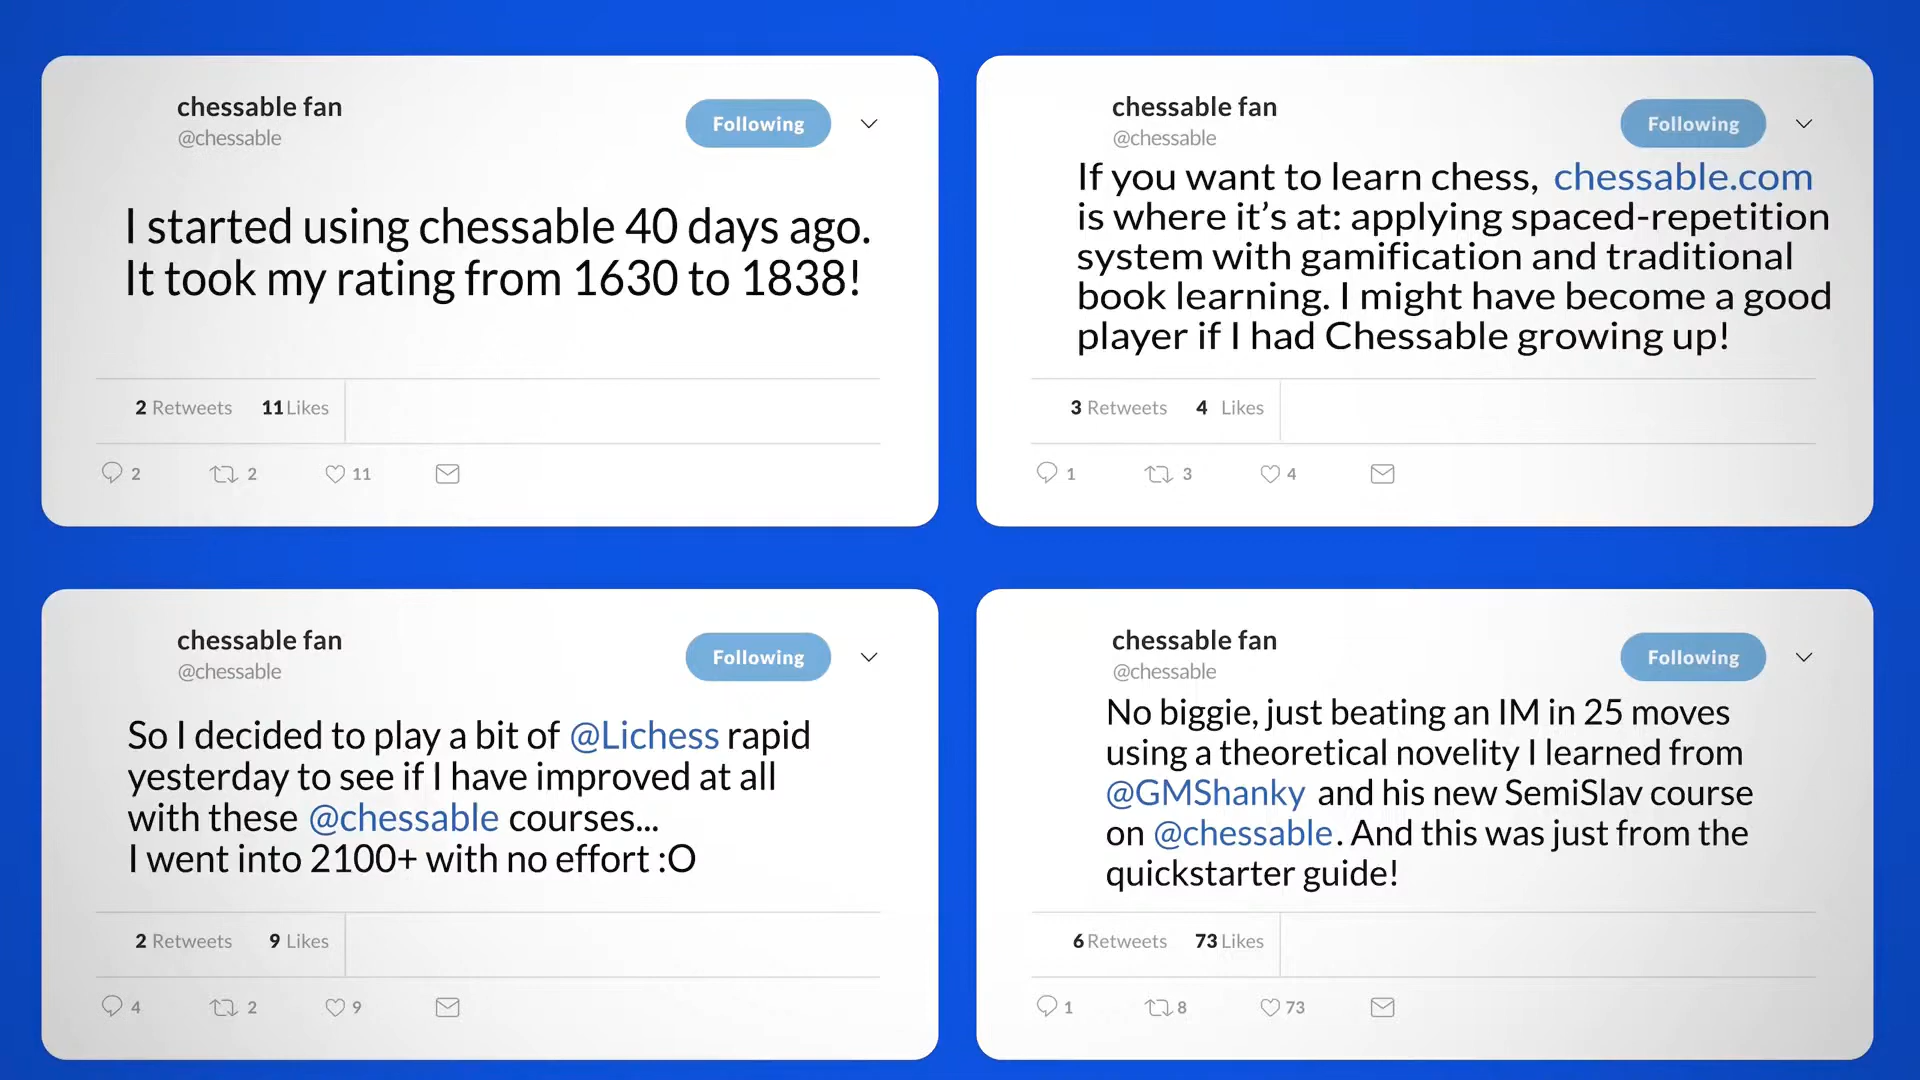 chessable fan
@chessable
Following
I started using chessable 40 days ago.
It took my rating from 1630 to 1838!
2 Retweets 11 Likes
2 2 11
chessable fan
@chessable
Following
If you want to learn chess, chessable.com
is where it’s at: applying spaced-repetition
system with gamification and traditional
book learning. I might have become a good
player if I had Chessable growing up!
3 Retweets 4 Likes
1 3 4
chessable fan
@chessable
Following
So I decided to play a bit of @Lichess rapid
yesterday to see if I have improved at all
with these @chessable courses...
I went into 2100+ with no effort :O
2 Retweets 9 Likes
4 2 9
chessable fan
@chessable
Following
No biggie, just beating an IM in 25 moves
using a theoretical novelity I learned from
@GMShanky and his new SemiSlav course
on @chessable. And this was just from the
quickstarter guide!
6 Retweets 73 Likes
1 8 73